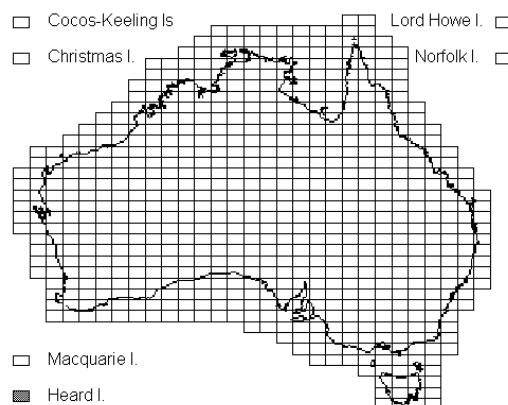 Cocos-Keeling Is
Lord Howe I.
Christmas I.
Norfolk I.
Macquarie I.
Heard I.